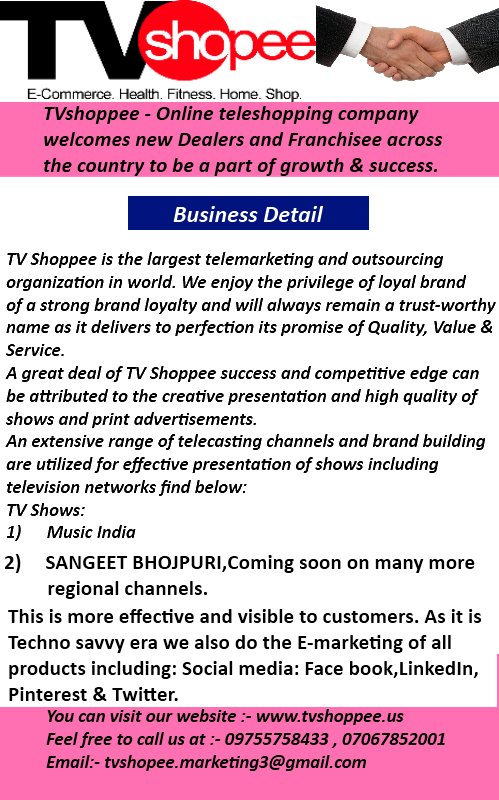 TV shopee
E-Commerce. Health. Fitness. Home. Shop.
TVshoppee - Online teleshopping company
welcomes new Dealers and Franchisee across
the country to be a part of growth & success.
Business Detail
TV Shoppee is the largest telemarketing and outsourcing
organization in world. We enjoy the privilege of loyal brand
of a strong brand loyalty and will always remain a trust-worthy
name as it delivers to perfection its promise of Quality, Value &
Service.
A great deal of TV Shoppee success and competitive edge can
be attributed to the creative presentation and high quality of
shows and print advertisements.
An extensive range of telecasting channels and brand building
are utilized for effective presentation of shows including
television networks find below:
TV Shows:
1) Music India
2) SANGEET BHOJPURI,Coming soon on many more
regional channels.
This is more effective and visible to customers. As it is
Techno savvy era we also do the E-marketing of all
products including: Social media: Face book,LinkedIn,
Pinterest & Twitter.
You can visit our website :- www.tvshoppee.us
Feel free to call us at :- 09755758433 , 07067852001
Email:- tvshopee.marketing3@gmail.com